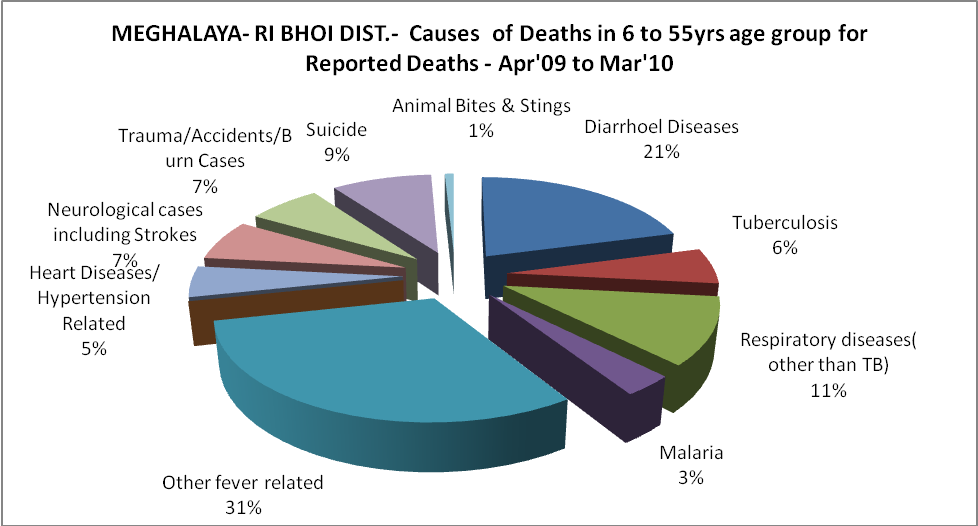 MEGHALAYA- RI BHOI DIST.-  Causes  of Deaths in 6 to 55yrs age group for
Reported Deaths - Apr'09 to Mar'10
Animal Bites & Stings
1%
Diarrhoel Diseases
21%
Tuberculosis
6%
Respiratory diseases(
other than TB)
11%
Malaria
3%
Other fever related
31%
Heart Diseases/
Hypertension
Related
5%
Neurological cases
including Strokes
7%
Trauma/Accidents/B
urn Cases
7%
Suicide
9%